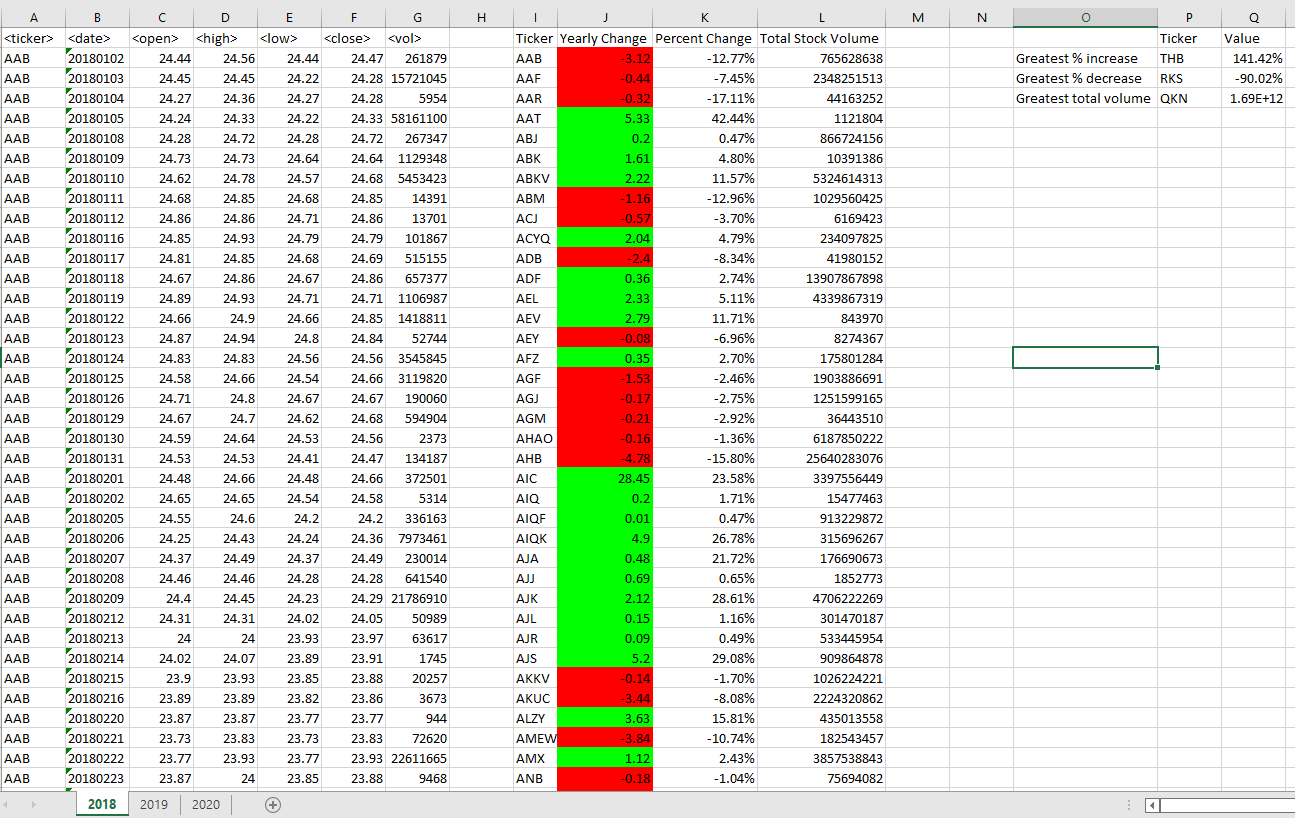 A B C D E F G H I J K L M N O P Q
<ticker> <date> <open> <high> <low> <close> <vol> Ticker Yearly Change Percent Change Total Stock Volume Ticker Value
AAB 20180102 24.44 24.56 24.44 24.47 261879 AAB -3.12 -12.77% 765628638 Greatest % increase THB 141.42%
AAB 20180103 24.45 24.45 24.22 24.28 15721045 AAF -0.44 -7.45% 2348251513 Greatest % decrease RKS -90.02%
AAB 20180104 24.27 24.36 24.27 24.28 5954 AAR -0.32 -17.11% 44163252 Greatest total volume QKN 1.69E+12
AAB 20180105 24.24 24.33 24.22 24.33 58161100 AAT 5.33 42.44% 1121804
AAB 20180108 24.28 24.72 24.28 24.72 267347 ABJ 0.2 0.47% 866724156
AAB 20180109 24.73 24.73 24.64 24.64 1129348 ABK 1.61 4.80% 10391386
AAB 20180110 24.62 24.78 24.57 24.68 5453423 ABKV 2.22 11.57% 5324614313
AAB 20180111 24.68 24.85 24.68 24.85 14391 ABM -1.16 -12.96% 1029560425
AAB 20180112 24.86 24.86 24.71 24.86 13701 ACJ -0.57 -3.70% 6169423
AAB 20180116 24.85 24.93 24.79 24.79 101867 ACYQ 2.04 4.79% 234097825
AAB 20180117 24.81 24.85 24.68 24.69 515155 ADB -2.4 -8.34% 41980152
AAB 20180118 24.67 24.86 24.67 24.86 657377 ADF 0.36 2.74% 13907867898
AAB 20180119 24.89 24.93 24.71 24.71 1106987 AEL 2.33 5.11% 4339867319
AAB 20180122 24.66 24.9 24.66 24.85 1418811 AEV 2.79 11.71% 843970
AAB 20180123 24.87 24.94 24.8 24.84 52744 AEY -0.08 -6.96% 8274367
AAB 20180124 24.83 24.83 24.56 24.56 3545845 AFZ 0.35 2.70% 175801284
AAB 20180125 24.58 24.66 24.54 24.66 3119820 AGF -1.53 -2.46% 1903886691
AAB 20180126 24.71 24.8 24.67 24.67 190060 AGJ -0.17 -2.75% 1251599165
AAB 20180129 24.67 24.7 24.62 24.68 594904 AGM -0.21 -2.92% 36443510
AAB 20180130 24.59 24.64 24.53 24.56 2373 AHAO -0.16 -1.36% 6187850222
AAB 20180131 24.53 24.53 24.41 24.47 134187 AHB -4.78 -15.80% 25640283076
AAB 20180201 24.48 24.66 24.48 24.66 372501 AIC 28.45 23.58% 3397556449
AAB 20180202 24.65 24.65 24.54 24.58 5314 AIQ 0.2 1.71% 15477463
AAB 20180205 24.55 24.6 24.2 24.2 336163 AIQF 0.01 0.47% 913229872
AAB 20180206 24.25 24.43 24.24 24.36 7973461 AIQK 4.9 26.78% 315696267
AAB 20180207 24.37 24.49 24.37 24.49 230014 AJA 0.48 21.72% 176690673
AAB 20180208 24.46 24.46 24.28 24.28 641540 AJJ 0.69 0.65% 1852773
AAB 20180209 24.4 24.45 24.23 24.29 21786910 AJK 2.12 28.61% 4706222269
AAB 20180212 24.31 24.31 24.02 24.05 50989 AJL 0.15 1.16% 301470187
AAB 20180213 24 24 23.93 23.97 63617 AJR 0.09 0.49% 533445954
AAB 20180214 24.02 24.07 23.89 23.91 1745 AJS 5.2 29.08% 909864878
AAB 20180215 23.9 23.93 23.85 23.88 20257 AKKV -0.14 -1.70% 1026224221
AAB 20180216 23.89 23.89 23.82 23.86 3673 AKUC -3.44 -8.08% 2224320862
AAB 20180220 23.87 23.87 23.77 23.77 944 ALZY 3.63 15.81% 435013558
AAB 20180221 23.73 23.83 23.73 23.83 72620 AMEW -3.84 -10.74% 182543457
AAB 20180222 23.77 23.93 23.77 23.93 22611665 AMX 1.12 2.43% 3857538843
AAB 20180223 23.87 24 23.85 23.88 9468 ANB -0.18 -1.04% 75694082
2018 2019 2020